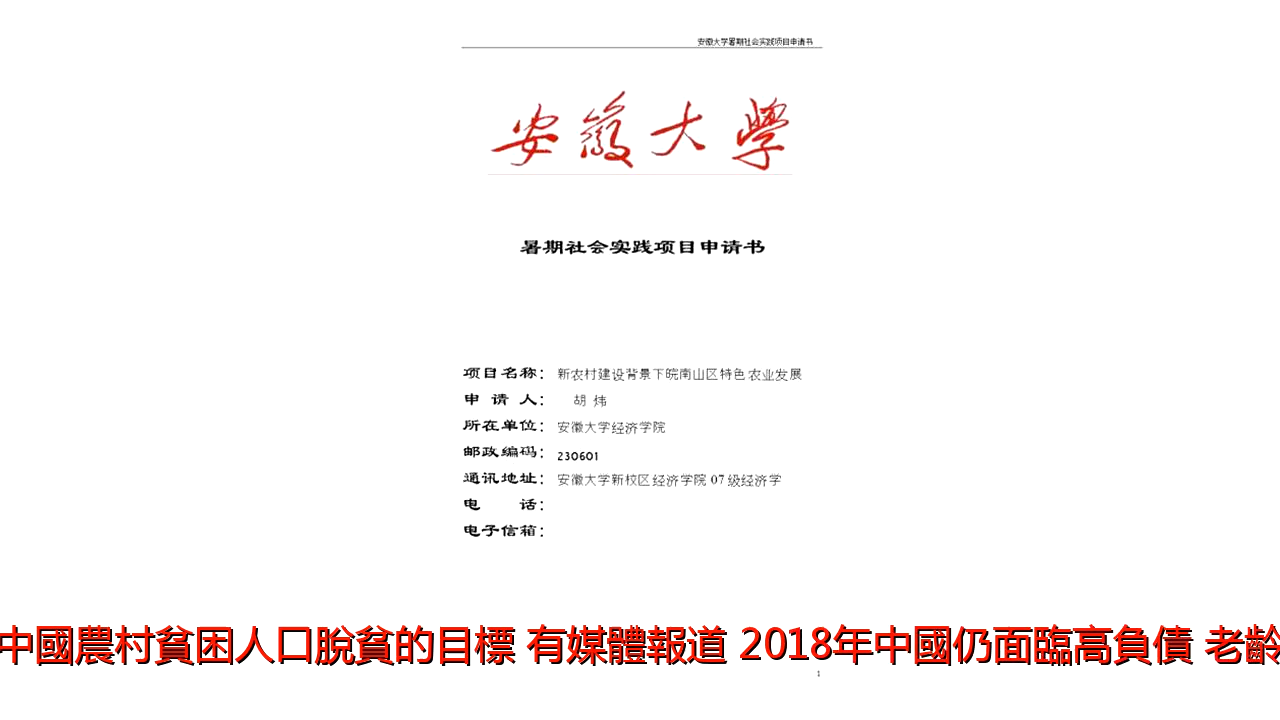 安徽大学暑期社会实践项目申请书
安徽大學
暑期社会实践项目申请书
项目名称： 新农村建设背景下皖南山区特色农业发展
申 请 人： 胡 炜
所在单位： 安徽大学经济学院
邮政编码： 230601
通讯地址： 安徽大学新校区经济学院 07 级经济学
电 话：
电子信箱：
中國農村貧困人口脫貧的目標 有媒體報道 2018年中國仍面臨高負債 老齡
1